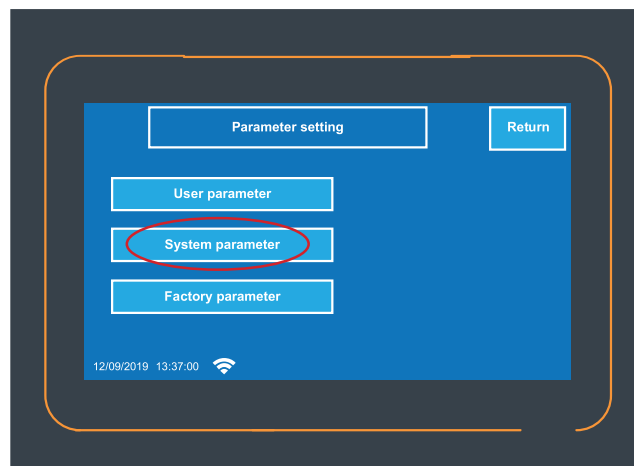 Parameter setting
Return
User parameter
System parameter
Factory parameter
12/09/2019 13:37:00